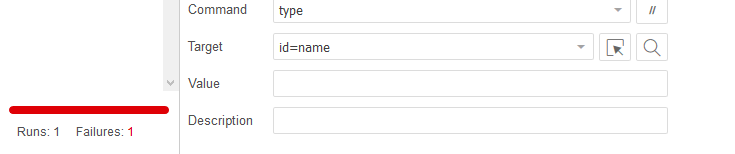 Command type //
Target id=name
Value
Description
Runs: 1 Failures: 1